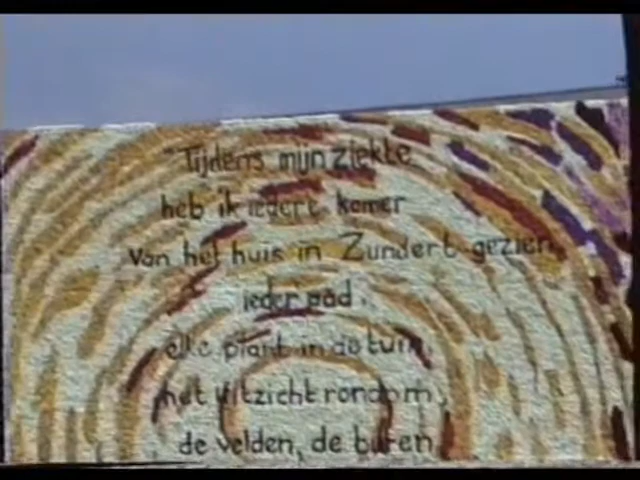 "Tijdens mijn ziekte
heb ik iedere kamer
van het huis in Zundert gezien,
ieder pad,
elke plant in de tuin,
het uitzicht rondom,
de velden, de buren